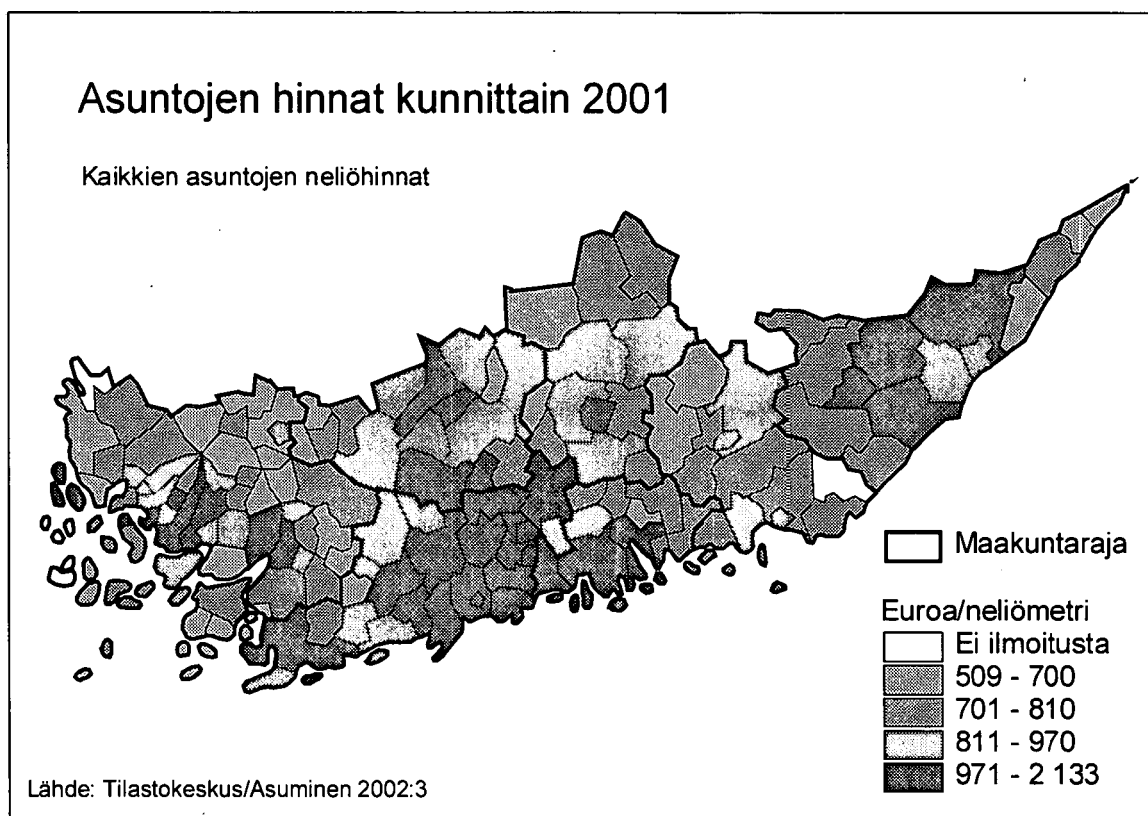 Asuntojen hinnat kunnittain 2001
Kaikkien asuntojen neliöhinnat
Maakuntaraja
Euroa/neliömetri
Ei ilmoitusta
509 - 700
701 - 810
811 - 970
971 - 2 133
Lähde: Tilastokeskus/Asuminen 2002:3